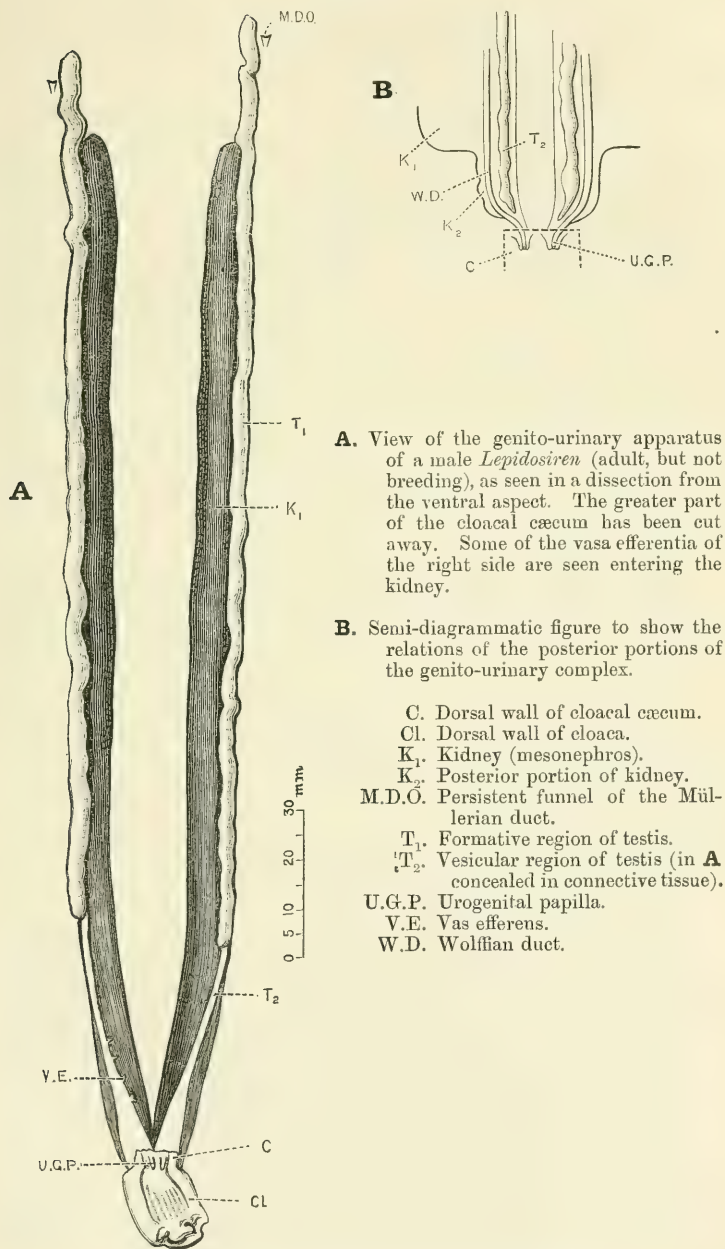 M.D.O.
B
T₂
K₁
W.D.
K₂
C
U.G.P.
T₁
A
K₁
A. View of the genito-urinary apparatus
of a male Lepidosiren (adult, but not
breeding), as seen in a dissection from
the ventral aspect. The greater part
of the cloacal cæcum has been cut
away. Some of the vasa efferentia of
the right side are seen entering the
kidney.
B. Semi-diagrammatic figure to show the
relations of the posterior portions of
the genito-urinary complex.
C. Dorsal wall of cloacal cæcum.
Cl. Dorsal wall of cloaca.
K₁. Kidney (mesonephros).
K₂. Posterior portion of kidney.
M.D.O. Persistent funnel of the Mül-
lerian duct.
T₁. Formative region of testis.
T₂. Vesicular region of testis (in A
concealed in connective tissue).
U.G.P. Urogenital papilla.
V.E. Vas efferens.
W.D. Wolffian duct.
30 mm
20
10
5
0
T₂
V.E.
C
U.G.P.
CL